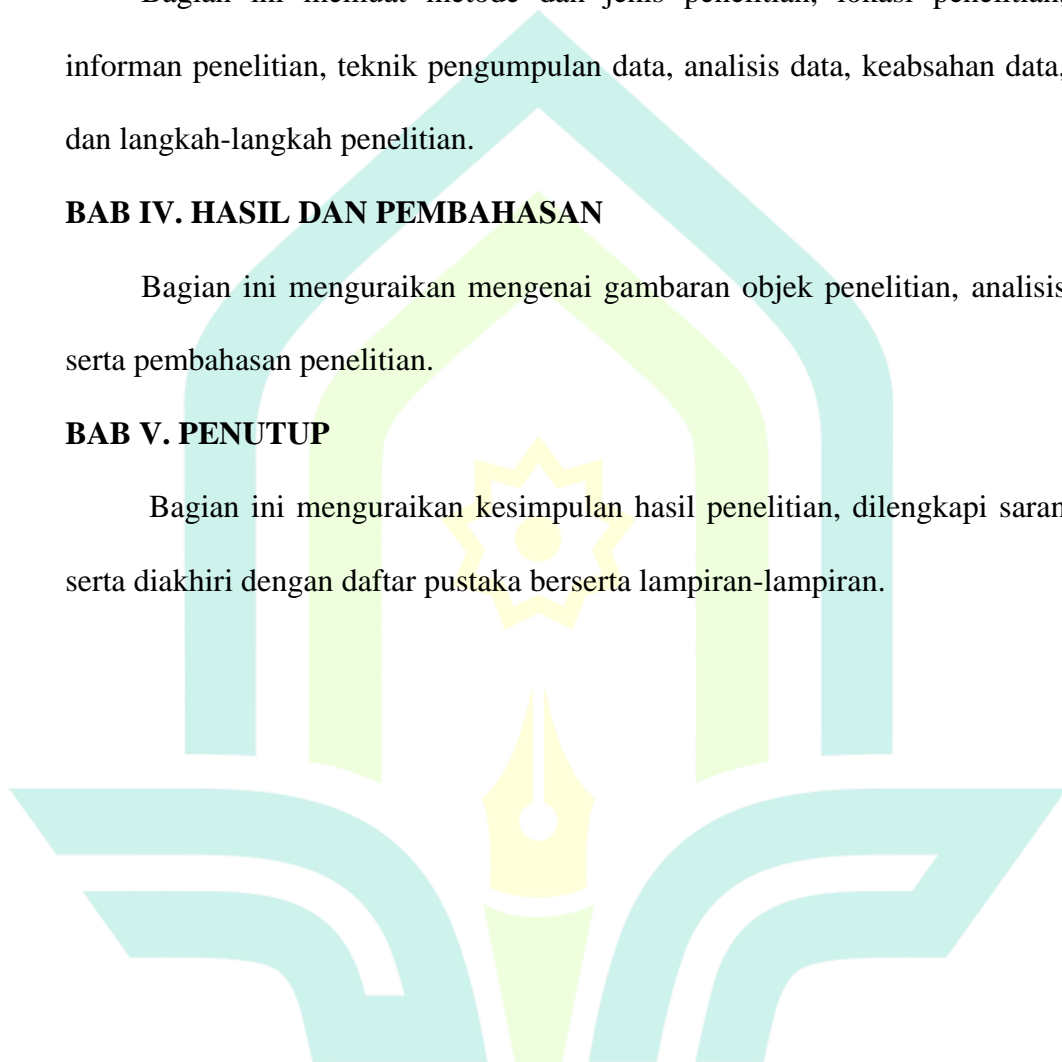 Bagian ini memuat metode dan jenis penelitian, lokasi penelitian,
informan penelitian, teknik pengumpulan data, analisis data, keabsahan data,
dan langkah-langkah penelitian.
BAB IV. HASIL DAN PEMBAHASAN
Bagian ini menguraikan mengenai gambaran objek penelitian, analisis
serta pembahasan penelitian.
BAB V. PENUTUP
Bagian ini menguraikan kesimpulan hasil penelitian, dilengkapi saran
serta diakhiri dengan daftar pustaka berserta lampiran-lampiran.